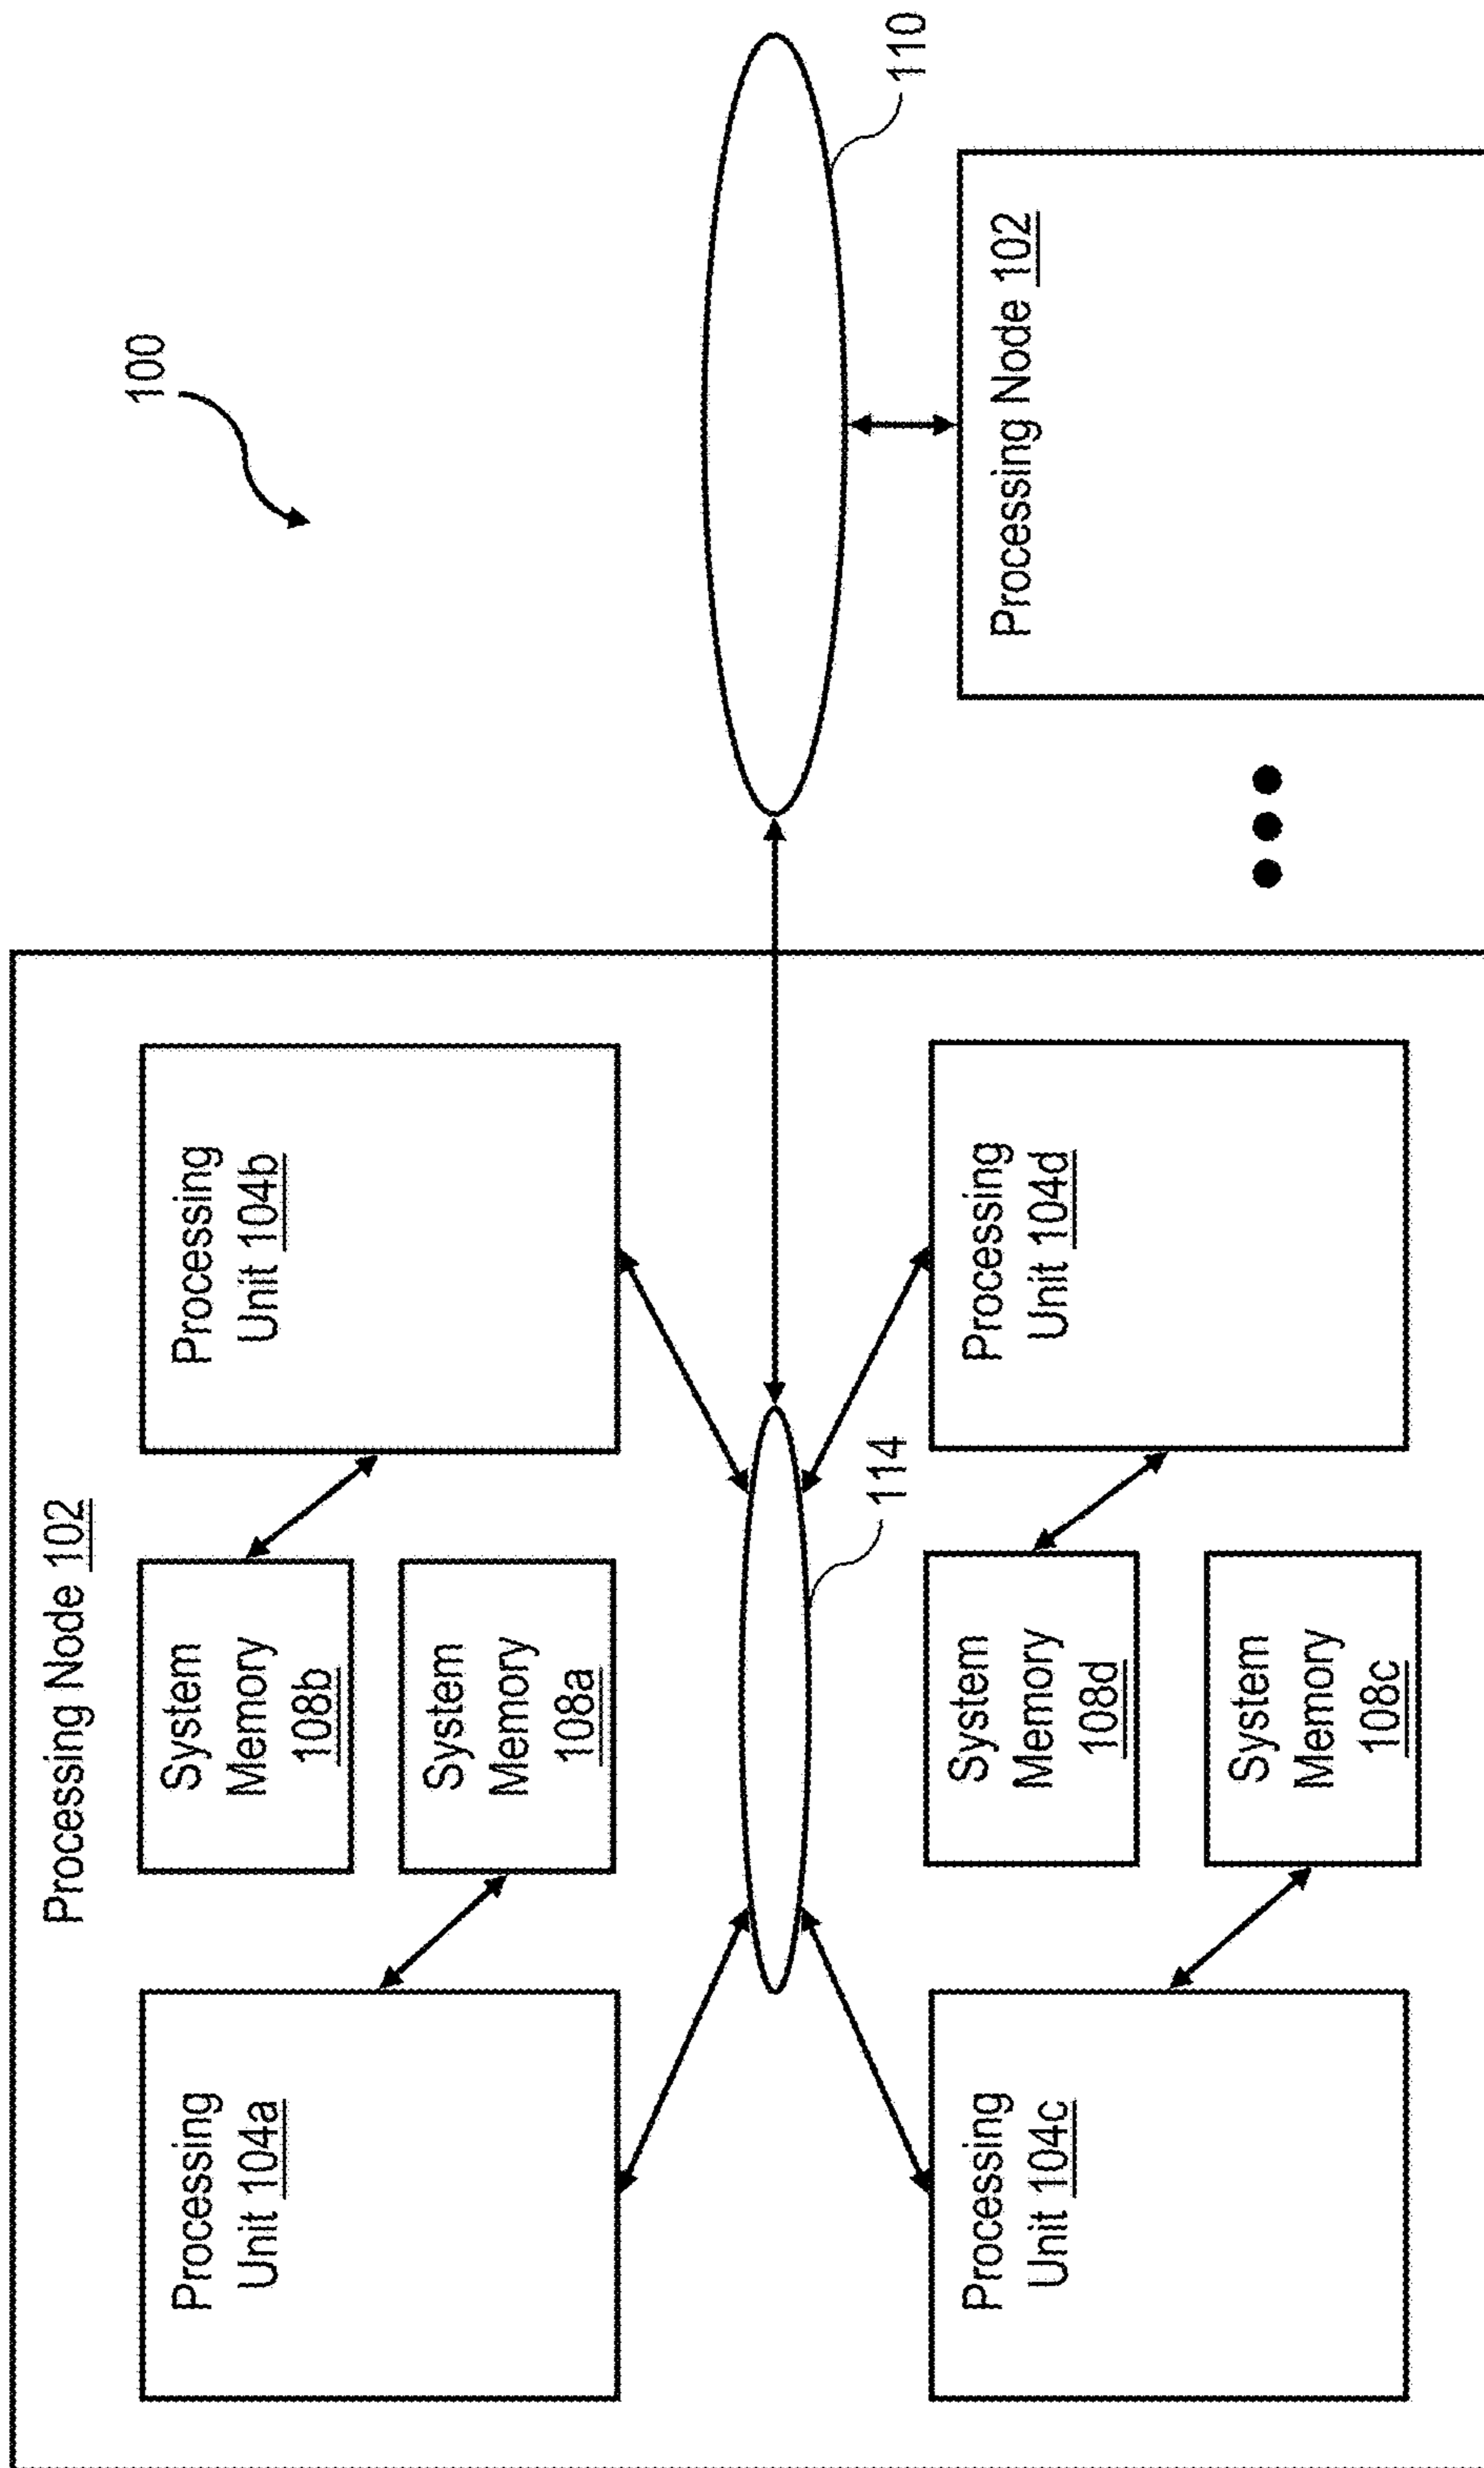 100
Processing Node 102
Processing
Unit 104a
System
Memory
108b
System
Memory
108a
Processing
Unit 104b
114
110
Processing
Unit 104c
System
Memory
108d
System
Memory
108c
Processing
Unit 104d
Processing Node 102